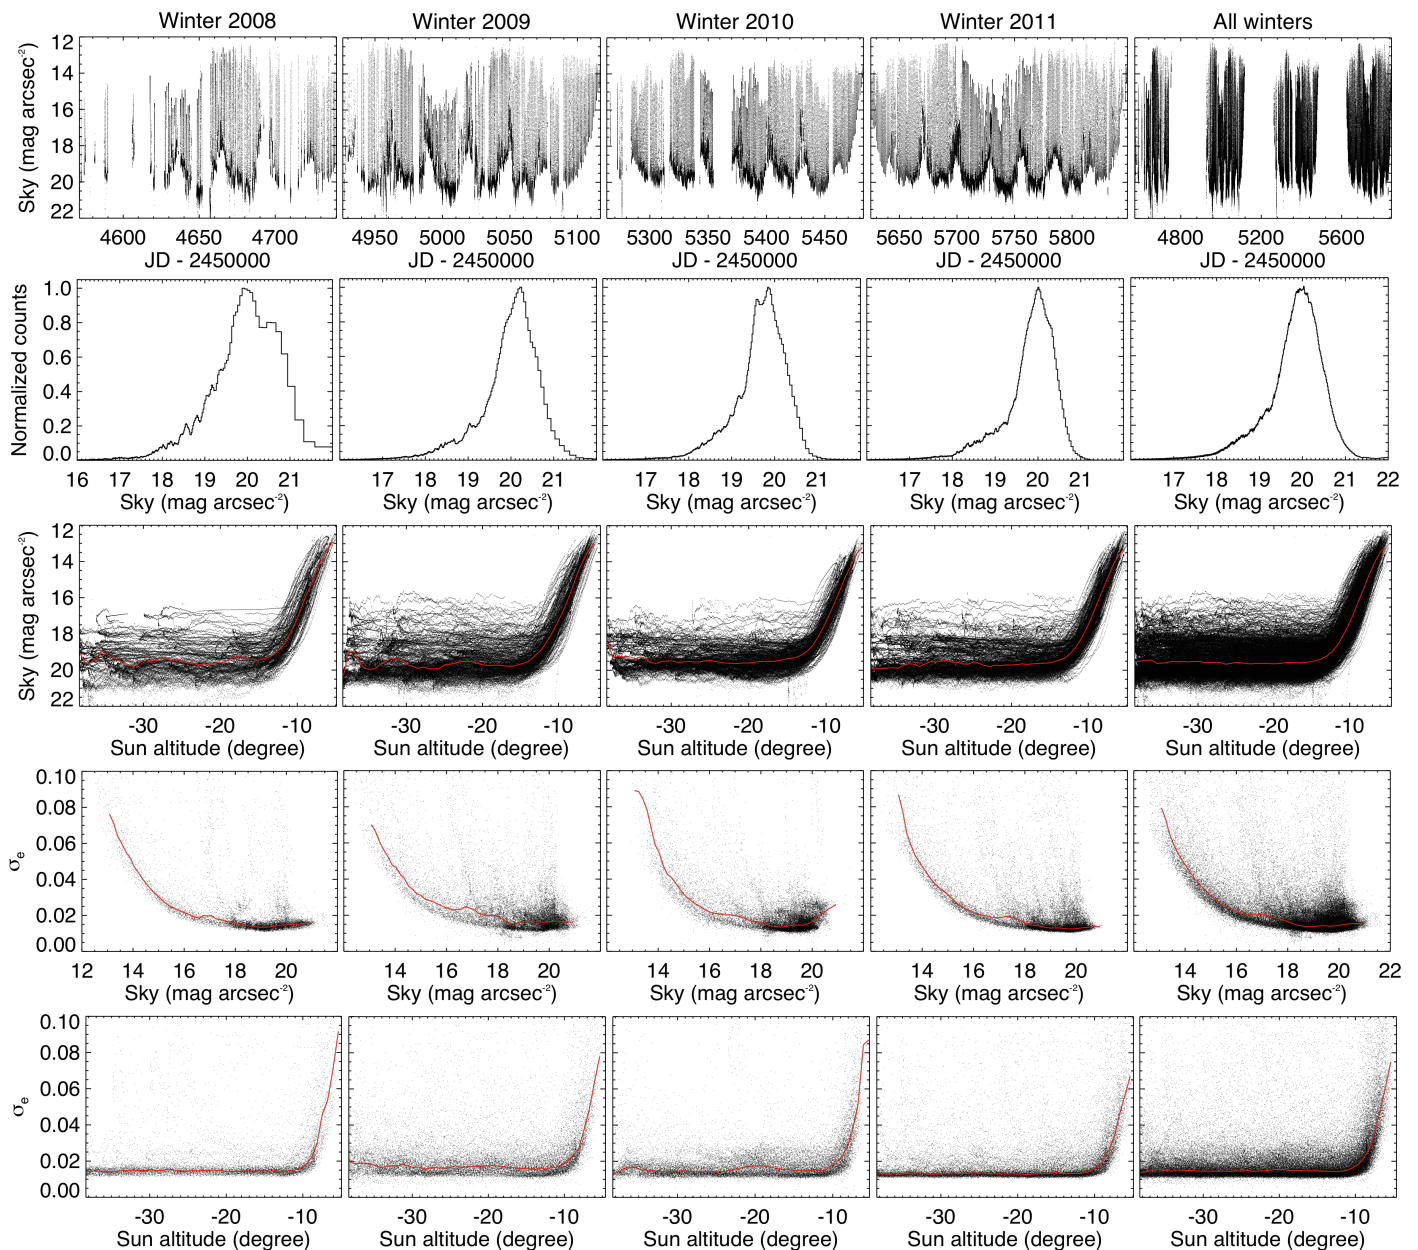 Winter 2008 Winter 2009 Winter 2010 Winter 2011 All winters
Sky (mag arcsec-2)
12
14
16
18
20
22
4600 4650 4700 4950 5000 5050 5100 5300 5350 5400 5450 5650 5700 5750 5800 4800 5200 5600
JD - 2450000 JD - 2450000 JD - 2450000 JD - 2450000 JD - 2450000
Normalized counts
1.0
0.8
0.6
0.4
0.2
0.0
16 17 18 19 20 21 17 18 19 20 21 16 17 18 19 20 21 16 17 18 19 20 21 17 18 19 20 21 22
Sky (mag arcsec-2) Sky (mag arcsec-2) Sky (mag arcsec-2) Sky (mag arcsec-2) Sky (mag arcsec-2)
Sky (mag arcsec-2)
12
14
16
18
20
22
-30 -20 -10 -30 -20 -10 -30 -20 -10 -30 -20 -10 -30 -20 -10
Sun altitude (degree) Sun altitude (degree) Sun altitude (degree) Sun altitude (degree) Sun altitude (degree)
σe
0.10
0.08
0.06
0.04
0.02
0.00
12 14 16 18 20 14 16 18 20 14 16 18 20 14 16 18 20 14 16 18 20 22
Sky (mag arcsec-2) Sky (mag arcsec-2) Sky (mag arcsec-2) Sky (mag arcsec-2) Sky (mag arcsec-2)
σe
0.10
0.08
0.06
0.04
0.02
0.00
-30 -20 -10 -30 -20 -10 -30 -20 -10 -30 -20 -10 -30 -20 -10
Sun altitude (degree) Sun altitude (degree) Sun altitude (degree) Sun altitude (degree) Sun altitude (degree)